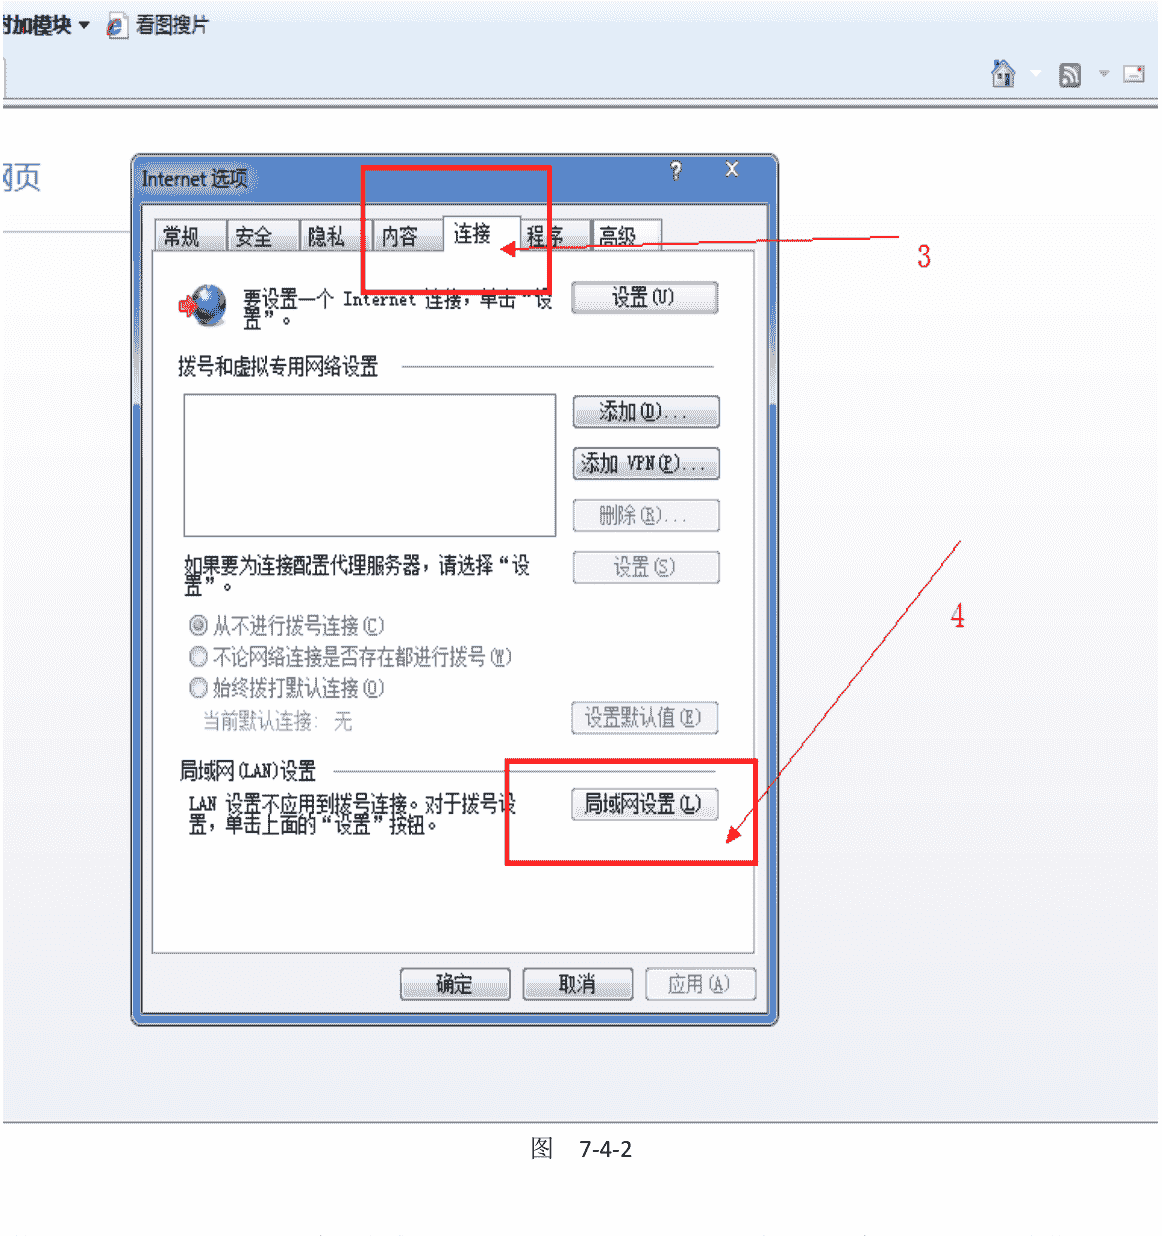 附加模块 看图搜片
网页
Internet 选项
常规 安全 隐私 内容 连接 程序 高级
3
要设置一个 Internet 连接，单击“设
置”。
设置(U)
拨号和虚拟专用网络设置
添加(D)...
添加 VPN(P)...
删除(R)...
如果要为连接配置代理服务器，请选择“设
置”。
设置(S)
从不进行拨号连接(C)
4
不论网络连接是否存在都进行拨号(W)
始终拨打默认连接(O)
当前默认连接: 无
设置默认值(E)
局域网(LAN)设置
LAN 设置不应用到拨号连接。对于拨号设
置，单击上面的“设置”按钮。
局域网设置(L)
确定 取消 应用(A)
图 7-4-2